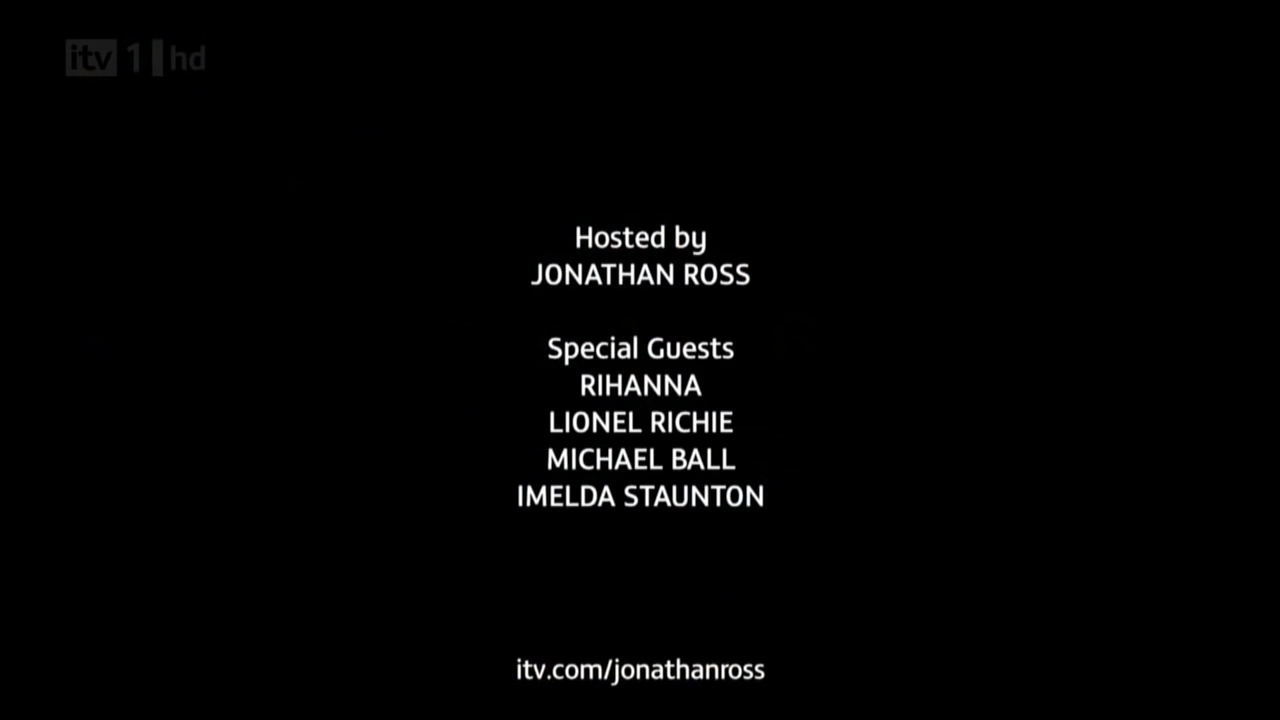 itv 1 hd
Hosted by
JONATHAN ROSS
Special Guests
RIHANNA
LIONEL RICHIE
MICHAEL BALL
IMELDA STAUNTON
itv.com/jonathanross